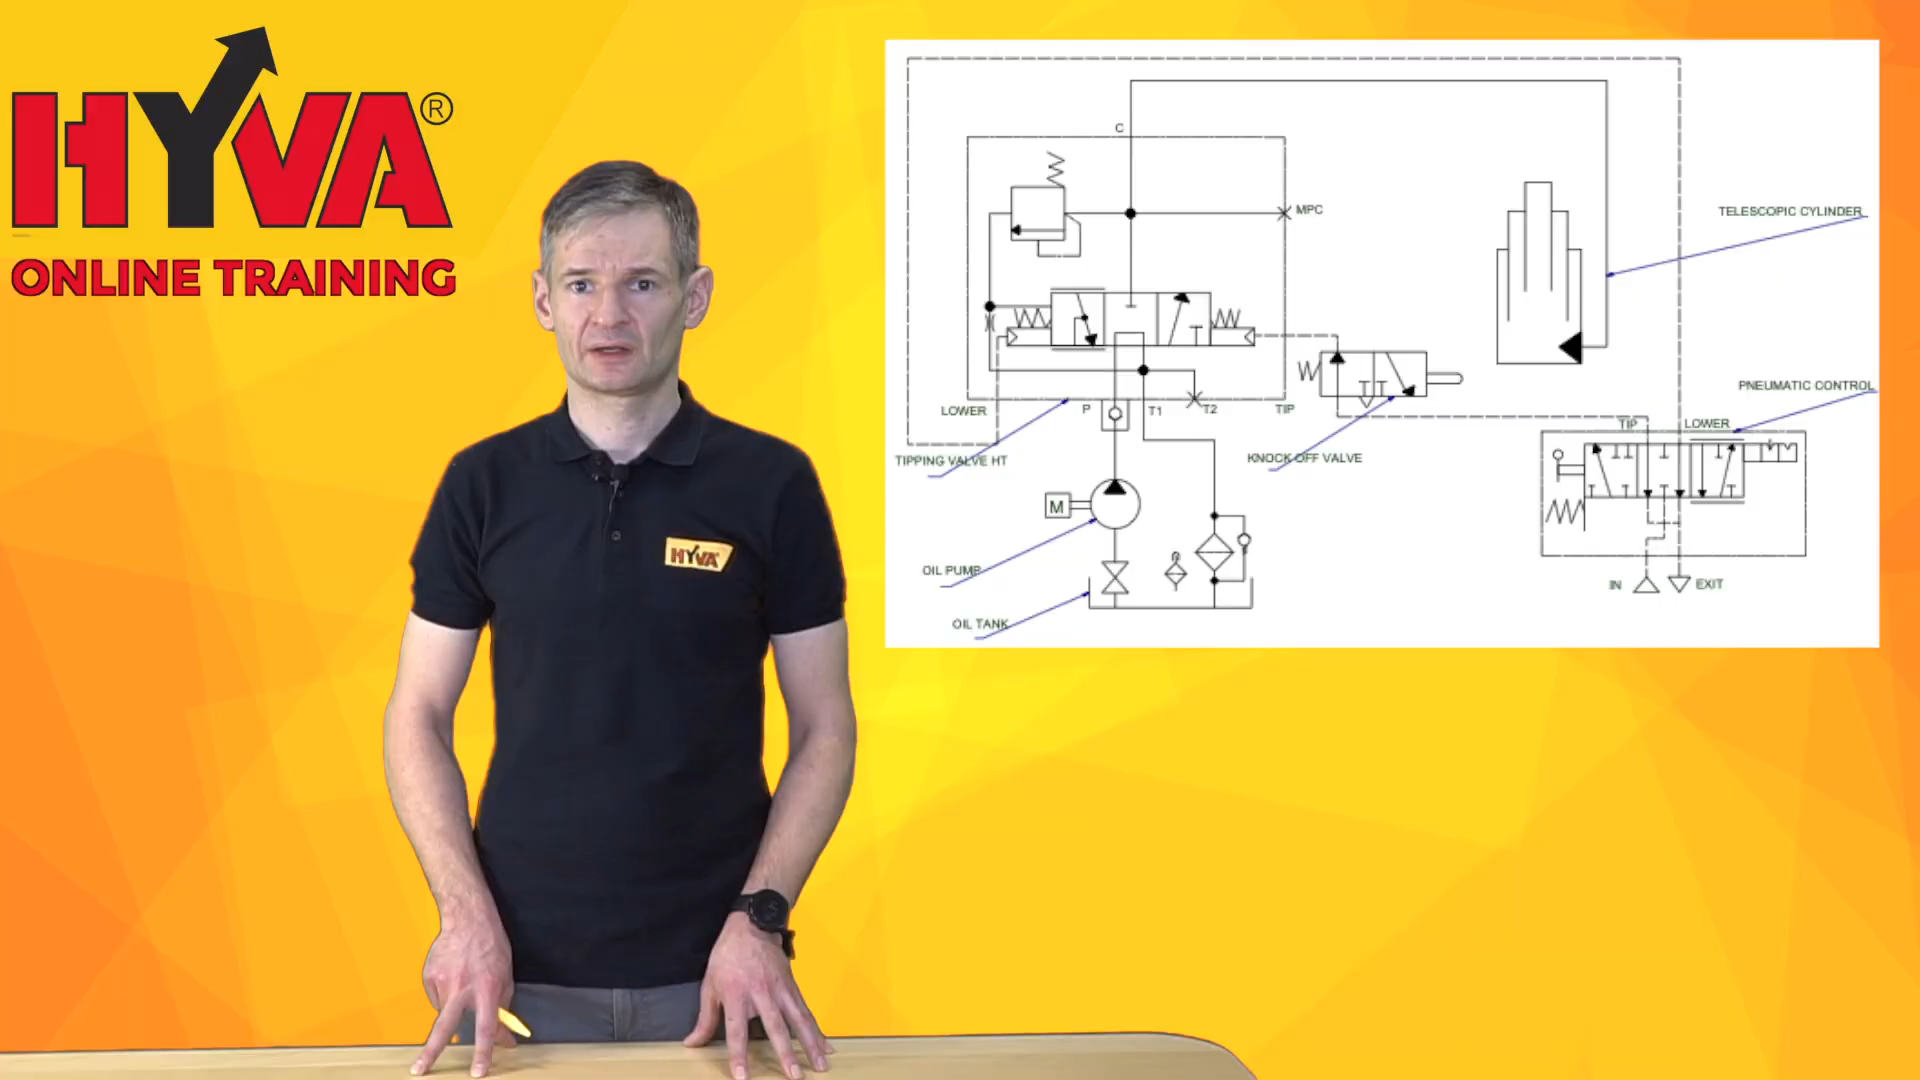 HYVA®
ONLINE TRAINING
HYVA
C
MPC
TELESCOPIC CYLINDER
PNEUMATIC CONTROL
LOWER
P
T1
T2
TIP
TIP
LOWER
TIPPING VALVE HT
KNOCK OFF VALVE
M
OIL PUMP
IN
EXIT
OIL TANK